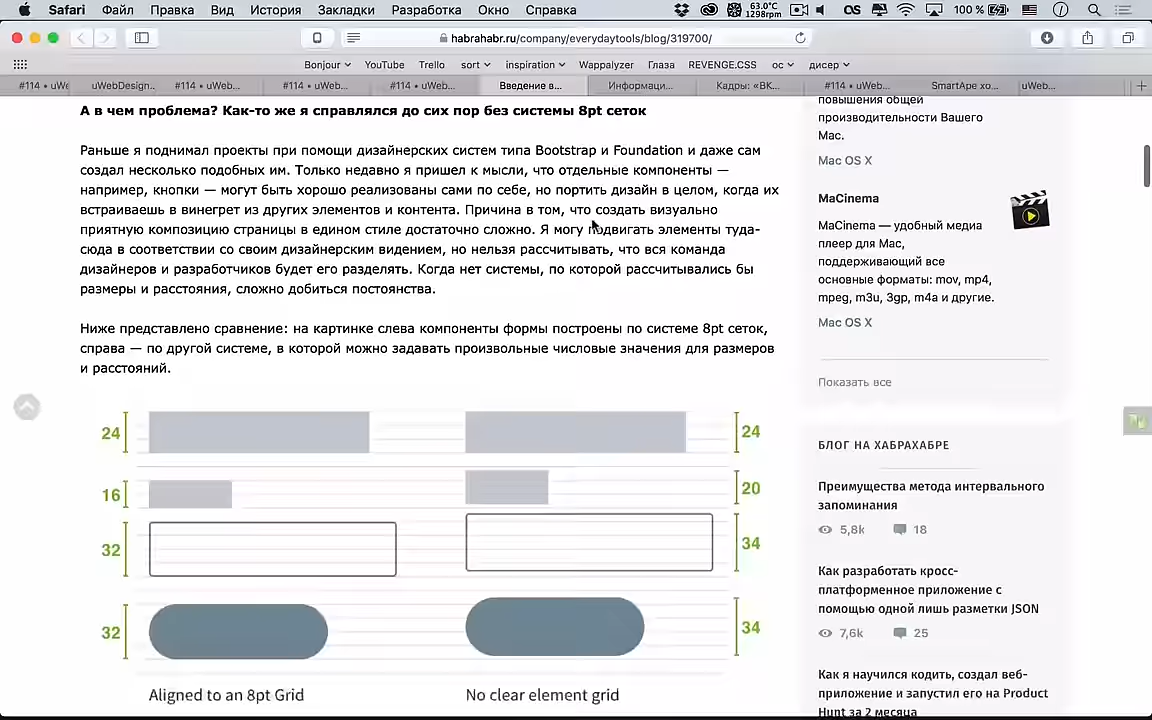 Safari Файл Правка Вид История Закладки Разработка Окно Справка 63.0°C 1298rpm 100 %
habrahabr.ru/company/everydaytools/blog/319700/
Bonjour YouTube Trello sort inspiration Wappalyzer Глаза REVENGE.CSS ос дисер
#114 • uWe uWebDesign.. #114 • uWeb... #114 • uWeb... #114 • uWeb... Введение в... Информаци... Кадры: «ВК... #114 • uWeb... SmartApe хо... uWeb...
А в чем проблема? Как-то же я справлялся до сих пор без системы 8pt сеток
Раньше я поднимал проекты при помощи дизайнерских систем типа Bootstrap и Foundation и даже сам
создал несколько подобных им. Только недавно я пришел к мысли, что отдельные компоненты —
например, кнопки — могут быть хорошо реализованы сами по себе, но портить дизайн в целом, когда их
встраиваешь в винегрет из других элементов и контента. Причина в том, что создать визуально
приятную композицию страницы в едином стиле достаточно сложно. Я могу подвигать элементы туда-
сюда в соответствии со своим дизайнерским видением, но нельзя рассчитывать, что вся команда
дизайнеров и разработчиков будет его разделять. Когда нет системы, по которой рассчитывались бы
размеры и расстояния, сложно добиться постоянства.
Ниже представлено сравнение: на картинке слева компоненты формы построены по системе 8pt сеток,
справа — по другой системе, в которой можно задавать произвольные числовые значения для размеров
и расстояний.
24 24
16 20
32 34
32 34
Aligned to an 8pt Grid No clear element grid
повышения общей
производительности Вашего
Mac.
Mac OS X
MaCinema
MaCinema — удобный медиа
плеер для Mac,
поддерживающий все
основные форматы: mov, mp4,
mpeg, m3u, 3gp, m4a и другие.
Mac OS X
Показать все
БЛОГ НА ХАБРАХАБРЕ
Преимущества метода интервального
запоминания
5,8k 18
Как разработать кросс-
платформенное приложение с
помощью одной лишь разметки JSON
7,6k 25
Как я научился кодить, создал веб-
приложение и запустил его на Product
Hunt за 2 месяца